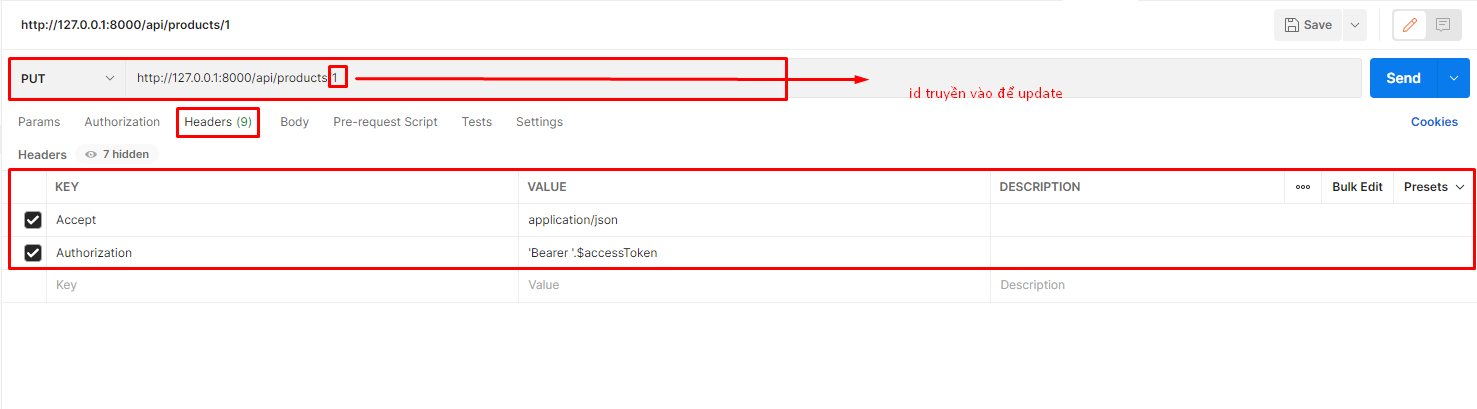 http://127.0.0.1:8000/api/products/1
Save
PUT
http://127.0.0.1:8000/api/products/1
id truyền vào để update
Send
Params Authorization Headers (9) Body Pre-request Script Tests Settings Cookies
Headers 7 hidden
KEY VALUE DESCRIPTION Bulk Edit Presets
Accept application/json
Authorization 'Bearer '.$accessToken
Key Value Description